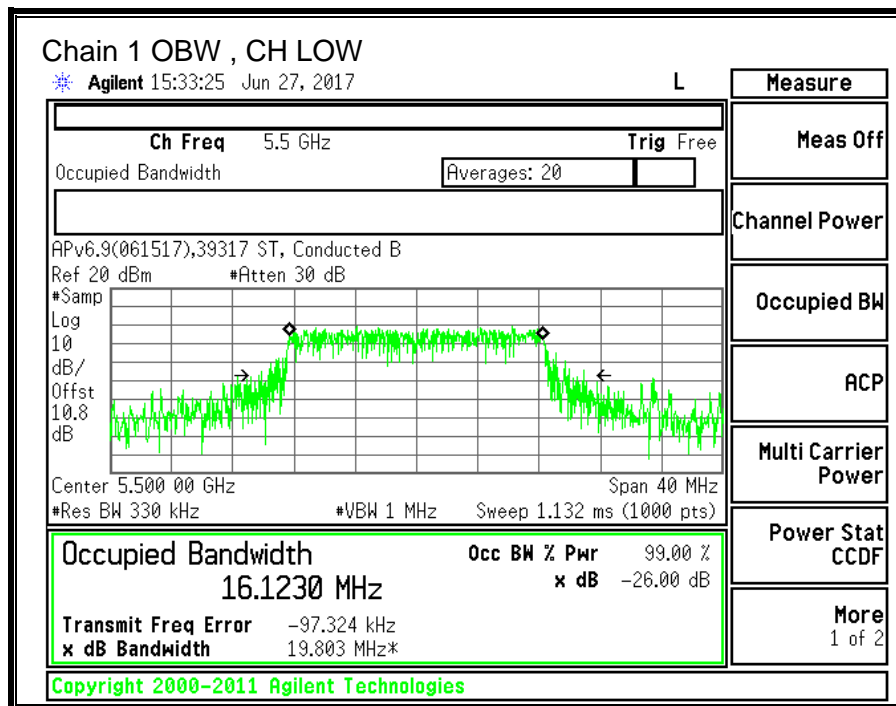 Chain 1 OBW , CH LOW
Agilent 15:33:25 Jun 27, 2017 L
Measure
Ch Freq 5.5 GHz Trig Free
Occupied Bandwidth Averages: 20
APv6.9(061517),39317 ST, Conducted B
Ref 20 dBm #Atten 30 dB
#Samp
Log
10
dB/
Offst
10.8
dB
Center 5.500 00 GHz Span 40 MHz
#Res BW 330 kHz #VBW 1 MHz Sweep 1.132 ms (1000 pts)
Occupied Bandwidth
16.1230 MHz
Occ BW % Pwr 99.00 %
x dB -26.00 dB
Transmit Freq Error -97.324 kHz
x dB Bandwidth 19.803 MHz*
Copyright 2000-2011 Agilent Technologies
Meas Off
Channel Power
Occupied BW
ACP
Multi Carrier
Power
Power Stat
CCDF
More
1 of 2